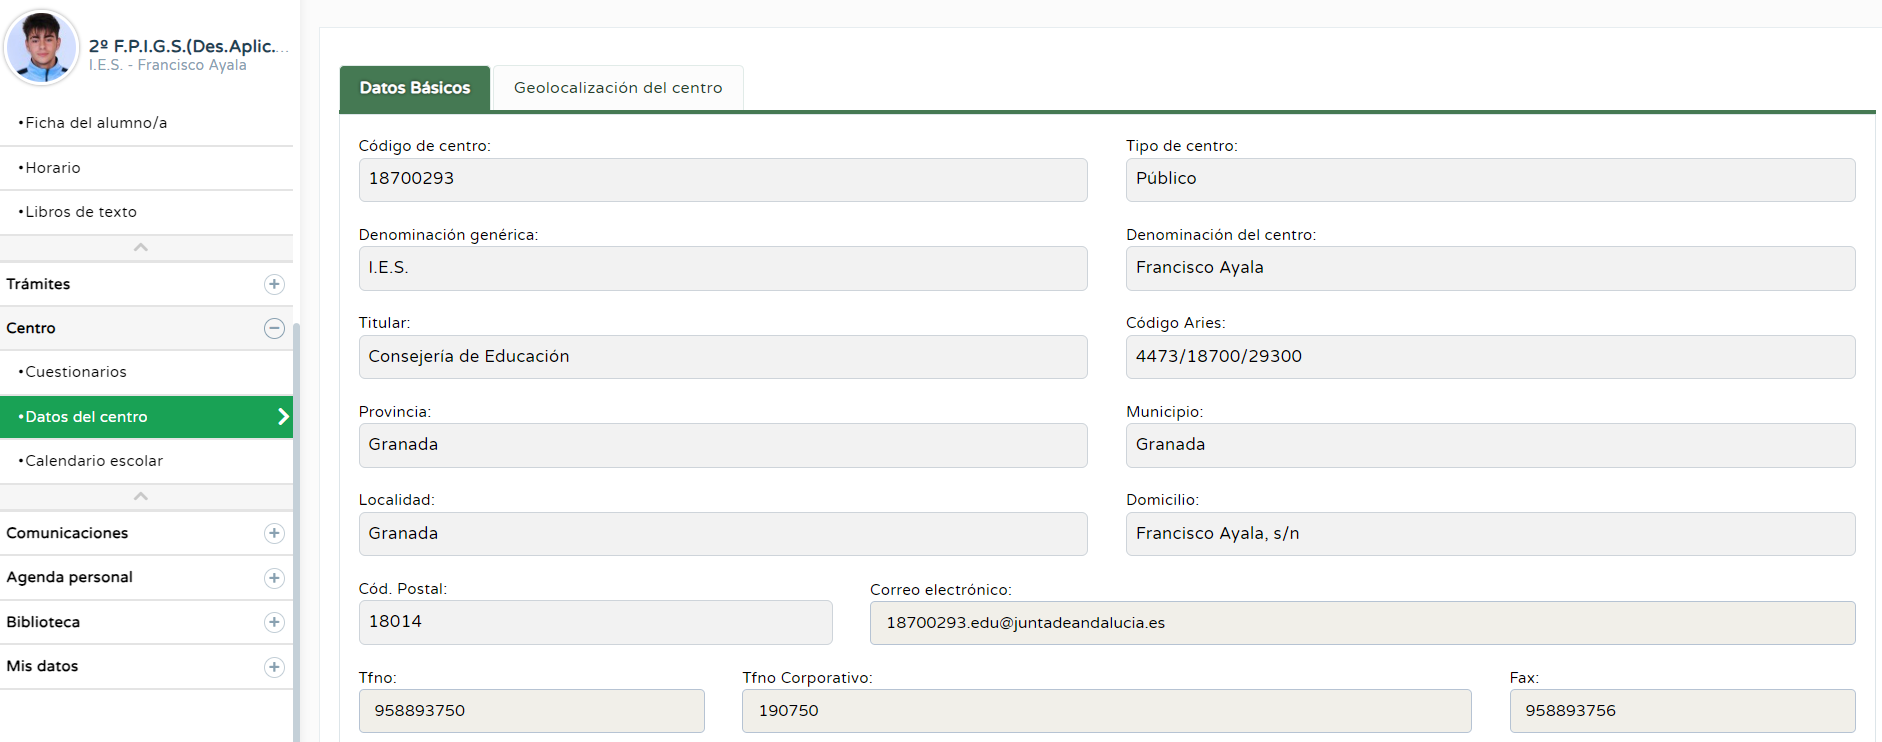 2º F.P.I.G.S.(Des.Aplic....
I.E.S. - Francisco Ayala
•Ficha del alumno/a
•Horario
•Libros de texto
Trámites
Centro
•Cuestionarios
•Datos del centro
•Calendario escolar
Comunicaciones
Agenda personal
Biblioteca
Mis datos
Datos Básicos Geolocalización del centro
Código de centro: Tipo de centro:
18700293 Público
Denominación genérica: Denominación del centro:
I.E.S. Francisco Ayala
Titular: Código Aries:
Consejería de Educación 4473/18700/29300
Provincia: Municipio:
Granada Granada
Localidad: Domicilio:
Granada Francisco Ayala, s/n
Cód. Postal: Correo electrónico:
18014 18700293.edu@juntadeandalucia.es
Tfno: Tfno Corporativo: Fax:
958893750 190750 958893756